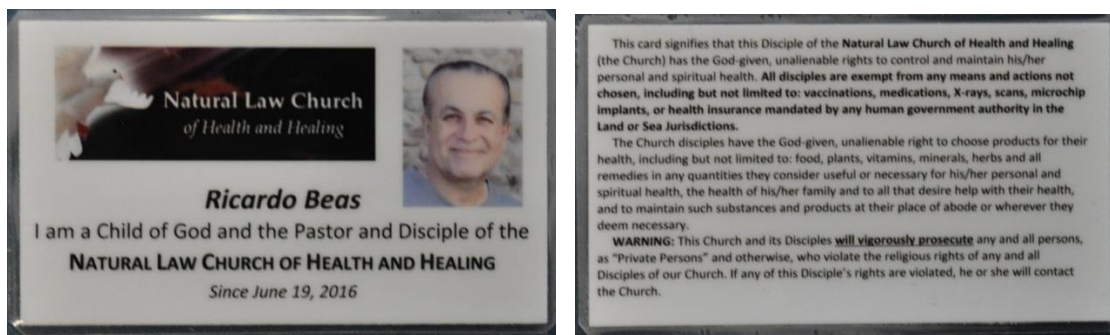 Natural Law Church
of Health and Healing
Ricardo Beas
I am a Child of God and the Pastor and Disciple of the
NATURAL LAW CHURCH OF HEALTH AND HEALING
Since June 19, 2016
This card signifies that this Disciple of the Natural Law Church of Health and Healing
(the Church) has the God-given, unalienable rights to control and maintain his/her
personal and spiritual health. All disciples are exempt from any means and actions not
chosen, including but not limited to: vaccinations, medications, X-rays, scans, microchip
implants, or health insurance mandated by any human government authority in the
Land or Sea Jurisdictions.
The Church disciples have the God-given, unalienable right to choose products for their
health, including but not limited to: food, plants, vitamins, minerals, herbs and all
remedies in any quantities they consider useful or necessary for his/her personal and
spiritual health, the health of his/her family and to all that desire help with their health,
and to maintain such substances and products at their place of abode or wherever they
deem necessary.
WARNING: This Church and its Disciples will vigorously prosecute any and all persons,
as "Private Persons" and otherwise, who violate the religious rights of any and all
Disciples of our Church. If any of this Disciple's rights are violated, he or she will contact
the Church.